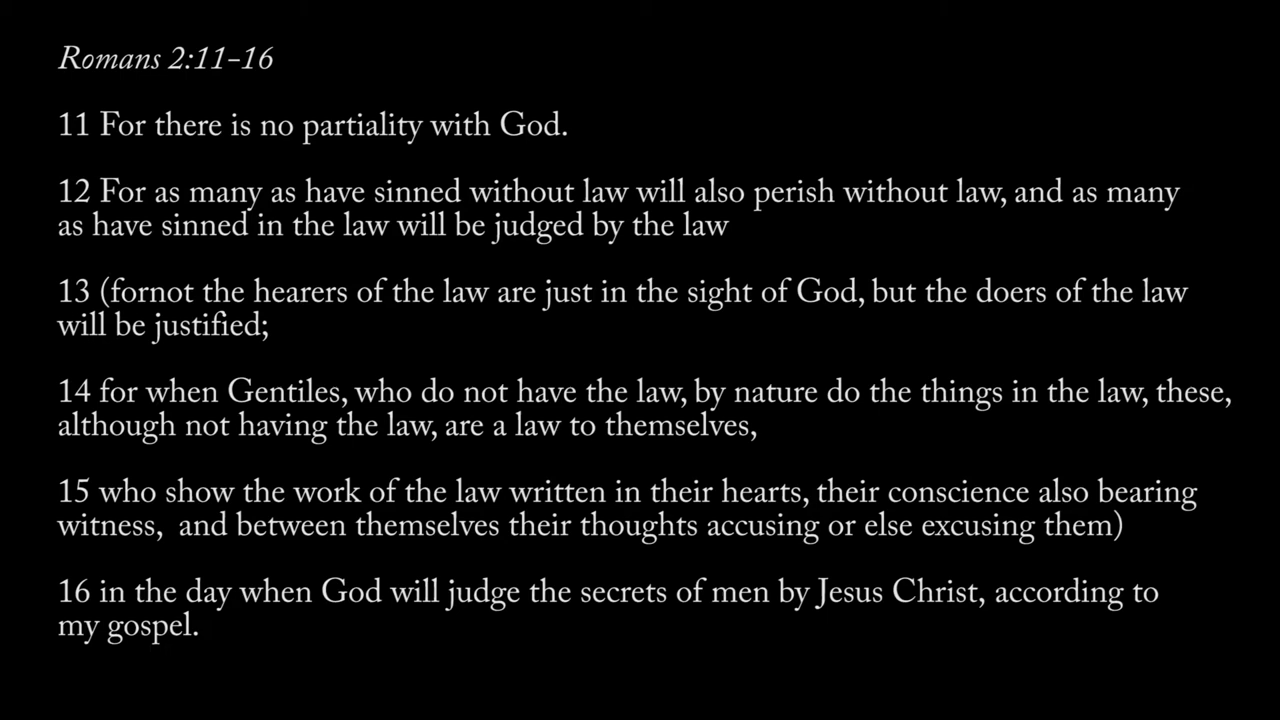 Romans 2:11–16
11 For there is no partiality with God.
12 For as many as have sinned without law will also perish without law, and as many
as have sinned in the law will be judged by the law
13 (fornot the hearers of the law are just in the sight of God, but the doers of the law
will be justified;
14 for when Gentiles, who do not have the law, by nature do the things in the law, these,
although not having the law, are a law to themselves,
15 who show the work of the law written in their hearts, their conscience also bearing
witness,  and between themselves their thoughts accusing or else excusing them)
16 in the day when God will judge the secrets of men by Jesus Christ, according to
my gospel.